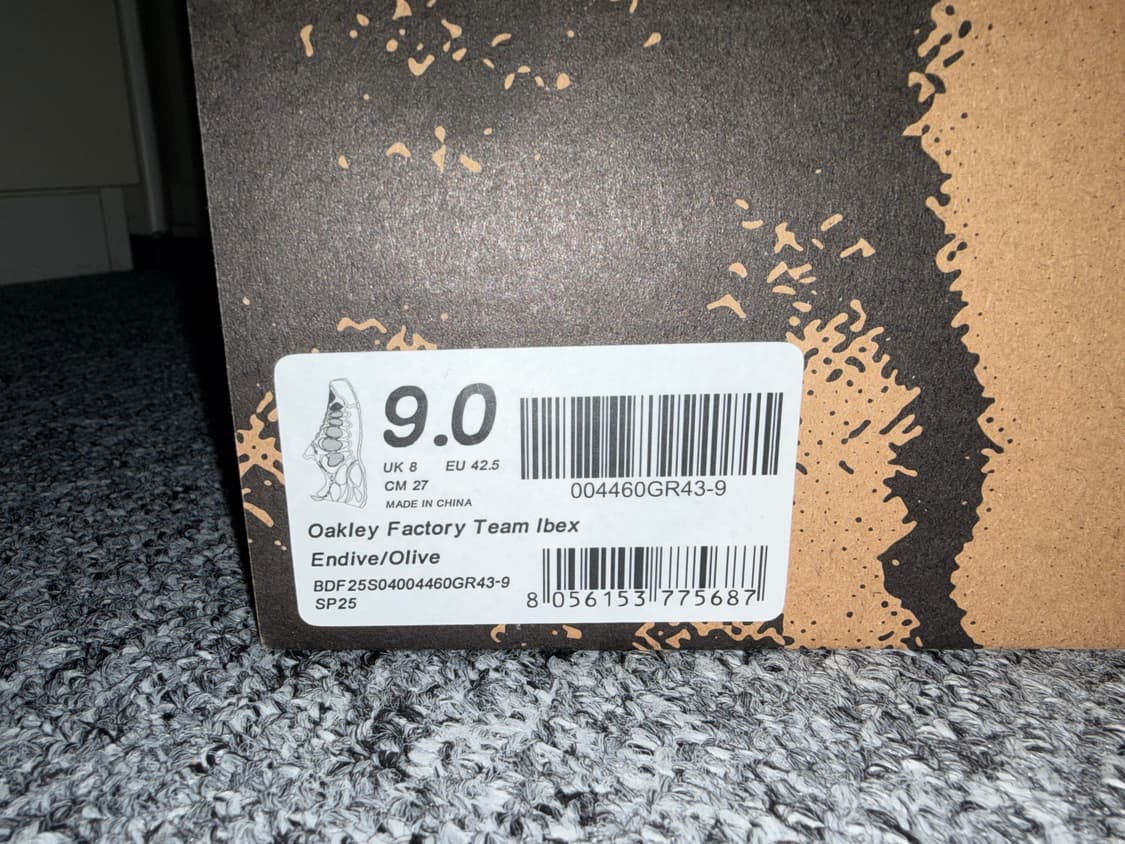 9.0
UK 8 EU 42.5
CM 27
MADE IN CHINA
004460GR43-9
Oakley Factory Team Ibex
Endive/Olive
BDF25S04004460GR43-9
SP25
8 056153 775687